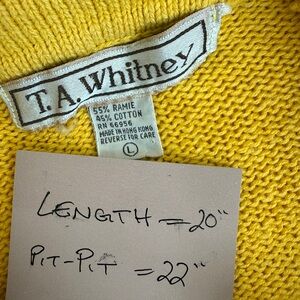 T.A. Whitney
55% RAMIE
45% COTTON
RN 66956
MADE IN HONG KONG
REVERSE FOR CARE
L
LENGTH = 20"
PIT-PIT = 22"